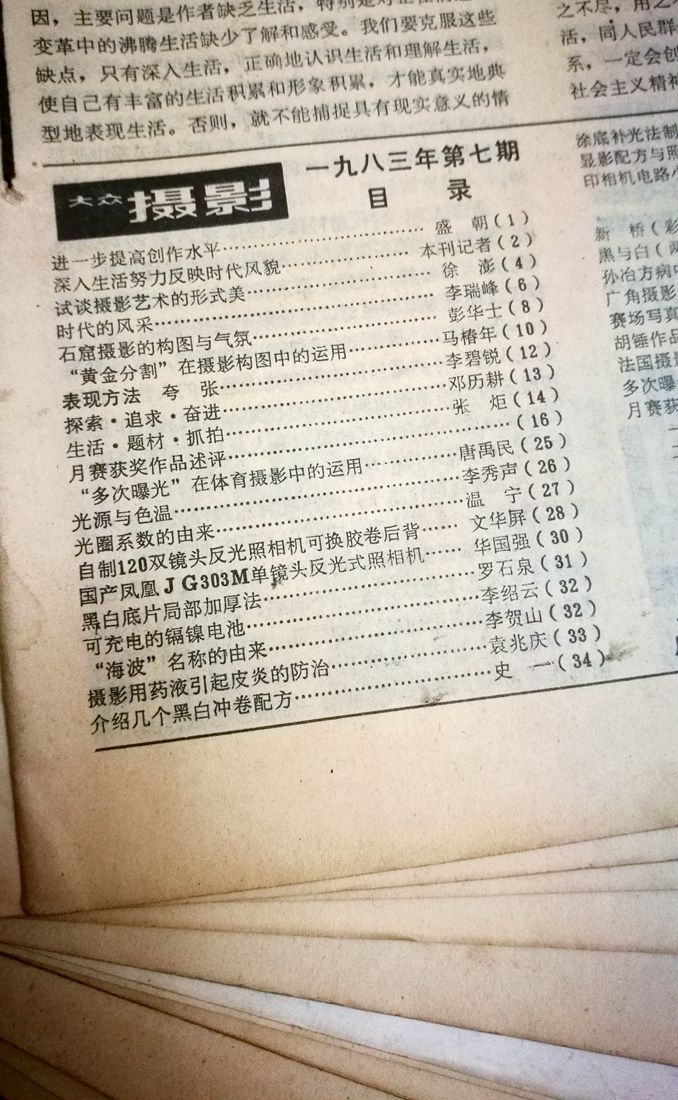 因，主要问题是作者缺乏生活，特别是对正在
变革中的沸腾生活缺少了解和感受。我们要克服这些
缺点，只有深入生活，正确地认识生活和理解生活，
使自己有丰富的生活积累和形象积累，才能真实地典
型地表现生活。否则，就不能捕捉具有现实意义的情
之不尽，用之
活，同人民群
系，一定会创
社会主义精神
大众摄影
一九八三年第七期
目 录
进一步提高创作水平……盛 朝(1)
深入生活努力反映时代风貌……本刊记者(2)
试谈摄影艺术的形式美……徐 澎(4)
时代的风采……李瑞峰(6)
石窟摄影的构图与气氛……彭华士(8)
“黄金分割”在摄影构图中的运用……马椿年(10)
表现方法 夸 张……李碧锐(12)
探索·追求·奋进……邓历耕(13)
生活·题材·抓拍……张 炬(14)
月赛获奖作品述评……(16)
“多次曝光”在体育摄影中的运用……唐禹民(25)
光源与色温……李秀声(26)
光圈系数的由来……温 宁(27)
自制120双镜头反光照相机可换胶卷后背……文华屏(28)
国产凤凰JG303M单镜头反光式照相机……华国强(30)
黑白底片局部加厚法……罗石泉(31)
可充电的镉镍电池……李绍云(32)
“海波”名称的由来……李贺山(32)
摄影用药液引起皮炎的防治……袁兆庆(33)
介绍几个黑白冲卷配方……史 一(34)
涂底补光法制
显影配方与照
印相机电路小
新 桥(彩
黑与白(
孙冶方病中
广角摄影
赛场写真
胡锤作品
法国摄影
多次曝
月赛获